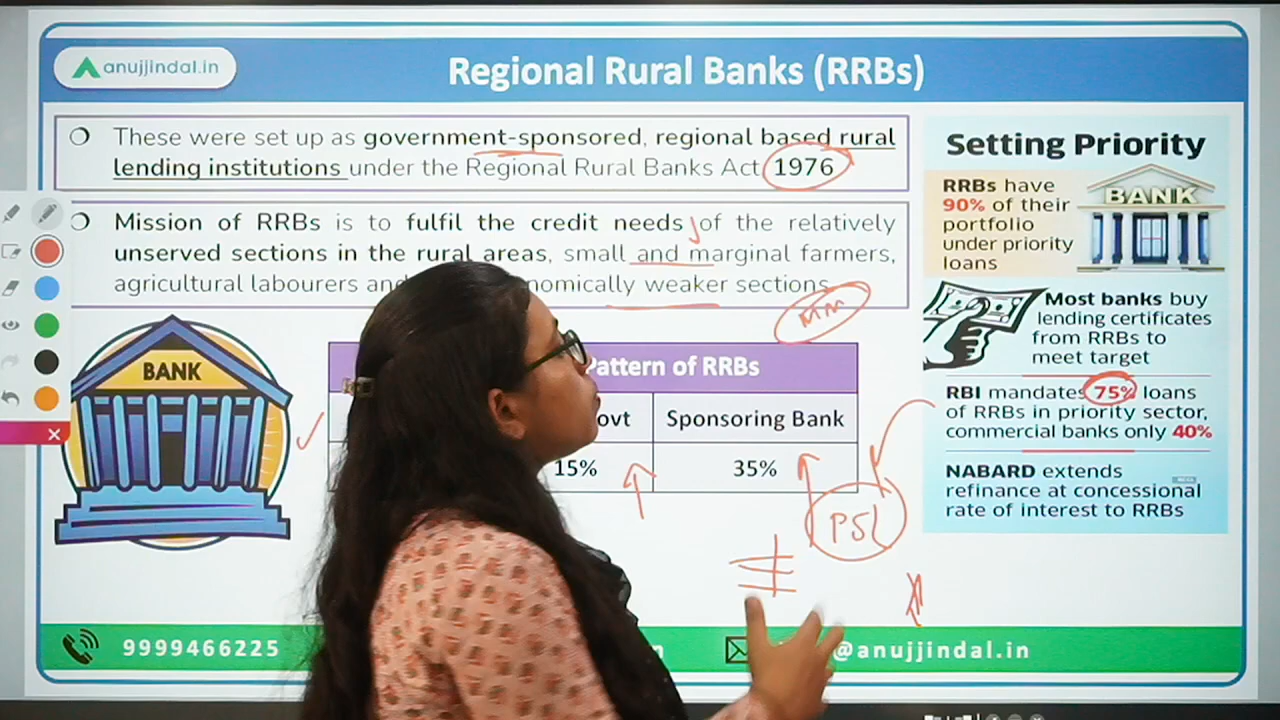 anujjindal.in
Regional Rural Banks (RRBs)
These were set up as government-sponsored, regional based rural
lending institutions under the Regional Rural Banks Act 1976
Mission of RRBs is to fulfil the credit needs of the relatively
unserved sections in the rural areas, small and marginal farmers,
agricultural labourers and nomically weaker sections
BANK
Pattern of RRBs
ovt
Sponsoring Bank
15%
35%
PSL
Setting Priority
BANK
RRBs have
90% of their
portfolio
under priority
loans
Most banks buy
lending certificates
from RRBs to
meet target
RBI mandates 75% loans
of RRBs in priority sector,
commercial banks only 40%
NABARD extends
refinance at concessional
rate of interest to RRBs
9999466225
@anujjindal.in